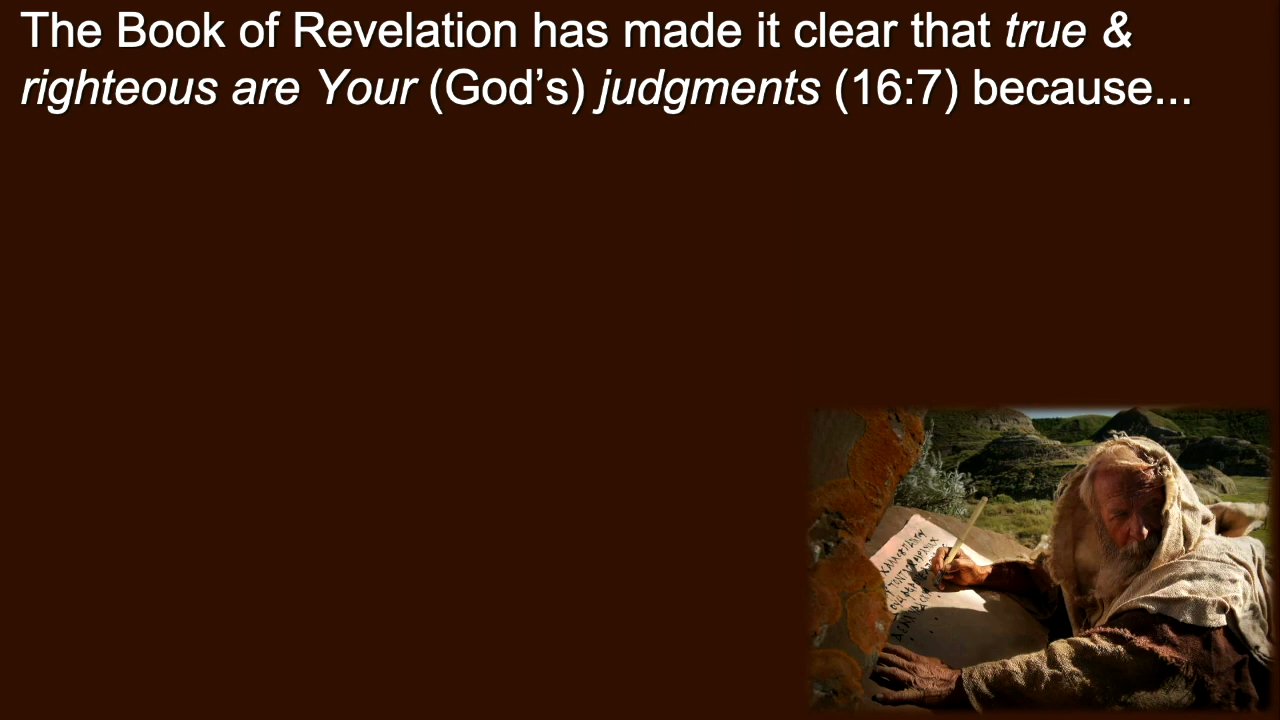 The Book of Revelation has made it clear that true &
righteous are Your (God’s) judgments (16:7) because...